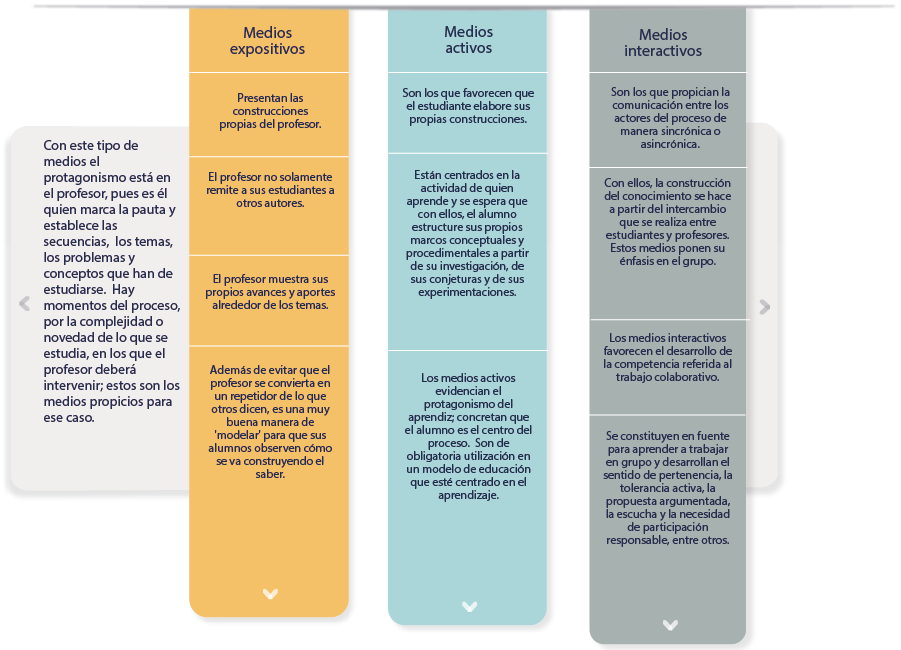 Con este tipo de
medios el
protagonismo está en
el profesor, pues es él
quien marca la pauta y
establece las
secuencias, los temas,
los problemas y
conceptos que han de
estudiarse. Hay
momentos del proceso,
por la complejidad o
novedad de lo que se
estudia, en los que el
profesor deberá
intervenir; estos son los
medios propicios para
ese caso.
Medios
expositivos
Presentan las
construcciones
propias del profesor.
El profesor no solamente
remite a sus estudiantes a
otros autores.
El profesor muestra sus
propios avances y aportes
alrededor de los temas.
Además de evitar que el
profesor se convierta en
un repetidor de lo que
otros dicen, es una muy
buena manera de
'modelar' para que sus
alumnos observen cómo
se va construyendo el
saber.
Medios
activos
Son los que favorecen que
el estudiante elabore sus
propias construcciones.
Están centrados en la
actividad de quien
aprende y se espera que
con ellos, el alumno
estructure sus propios
marcos conceptuales y
procedimentales a partir
de su investigación, de
sus conjeturas y de sus
experimentaciones.
Los medios activos
evidencian el
protagonismo del
aprendiz; concretan que
el alumno es el centro del
proceso. Son de
obligatoria utilización en
un modelo de educación
que esté centrado en el
aprendizaje.
Medios
interactivos
Son los que propician la
comunicación entre los
actores del proceso de
manera sincrónica o
asincrónica.
Con ellos, la construcción
del conocimiento se hace
a partir del intercambio
que se realiza entre
estudiantes y profesores.
Estos medios ponen su
énfasis en el grupo.
Los medios interactivos
favorecen el desarrollo de
la competencia referida al
trabajo colaborativo.
Se constituyen en fuente
para aprender a trabajar
en grupo y desarrollan el
sentido de pertenencia, la
tolerancia activa, la
propuesta argumentada,
la escucha y la necesidad
de participación
responsable, entre otros.